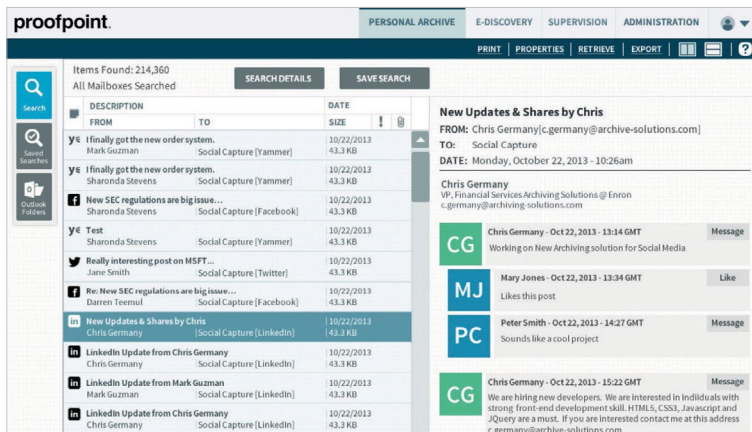 proofpoint.
PERSONAL ARCHIVE
E-DISCOVERY
SUPERVISION
ADMINISTRATION
PRINT | PROPERTIES | RETRIEVE | EXPORT
?
Search
Saved
Searches
Outlook
Folders
Items Found: 214,360
All Mailboxes Searched
SEARCH DETAILS
SAVE SEARCH
DESCRIPTION DATE
FROM TO SIZE !
I finally got the new order system. 10/22/2013
Mark Guzman Social Capture [Yammer] 43.3 KB
I finally got the new order system. 10/22/2013
Sharonda Stevens Social Capture [Yammer] 43.3 KB
New SEC regulations are big issue... 10/22/2013
Sharonda Stevens Social Capture [Facebook] 43.3 KB
Test 10/22/2013
Sharonda Stevens Social Capture [Yammer] 43.3 KB
Really interesting post on MSFT... 10/22/2013
Jane Smith Social Capture [Twitter] 43.3 KB
Re: New SEC regulations are big issue... 10/22/2013
Darren Teemul Social Capture [Facebook] 43.3 KB
New Updates & Shares by Chris 10/22/2013
Chris Germany Social Capture [LinkedIn] 43.3 KB
LinkedIn Update from Chris Germany 10/22/2013
Chris Germany Social Capture [LinkedIn] 43.3 KB
LinkedIn Update from Mark Guzman 10/22/2013
Mark Guzman Social Capture [LinkedIn] 43.3 KB
LinkedIn Update from Chris Germany 10/22/2013
Chris Germany Social Capture [LinkedIn] 43.3 KB
New Updates & Shares by Chris
FROM: Chris Germany[c.germany@archive-solutions.com]
TO: Social Capture
DATE: Monday, October 22, 2013 - 10:26am
Chris Germany
VP, Financial Services Archiving Solutions @ Enron
c.germany@archiving-solutions.com
CG
Chris Germany - Oct 22, 2013 - 13:14 GMT Message
Working on New Archiving solution for Social Media
MJ
Mary Jones - Oct 22, 2013 - 13:34 GMT Like
Likes this post
PC
Peter Smith - Oct 22, 2013 - 14:27 GMT Message
Sounds like a cool project
CG
Chris Germany - Oct 22, 2013 - 15:22 GMT Message
We are hiring new developers. We are interested in indiiduals with
strong front-end development skill. HTML5, CSS3, Javascript and
JQuery are a must. If you are interested contact me at this address
c.germany@archive-solutions.com